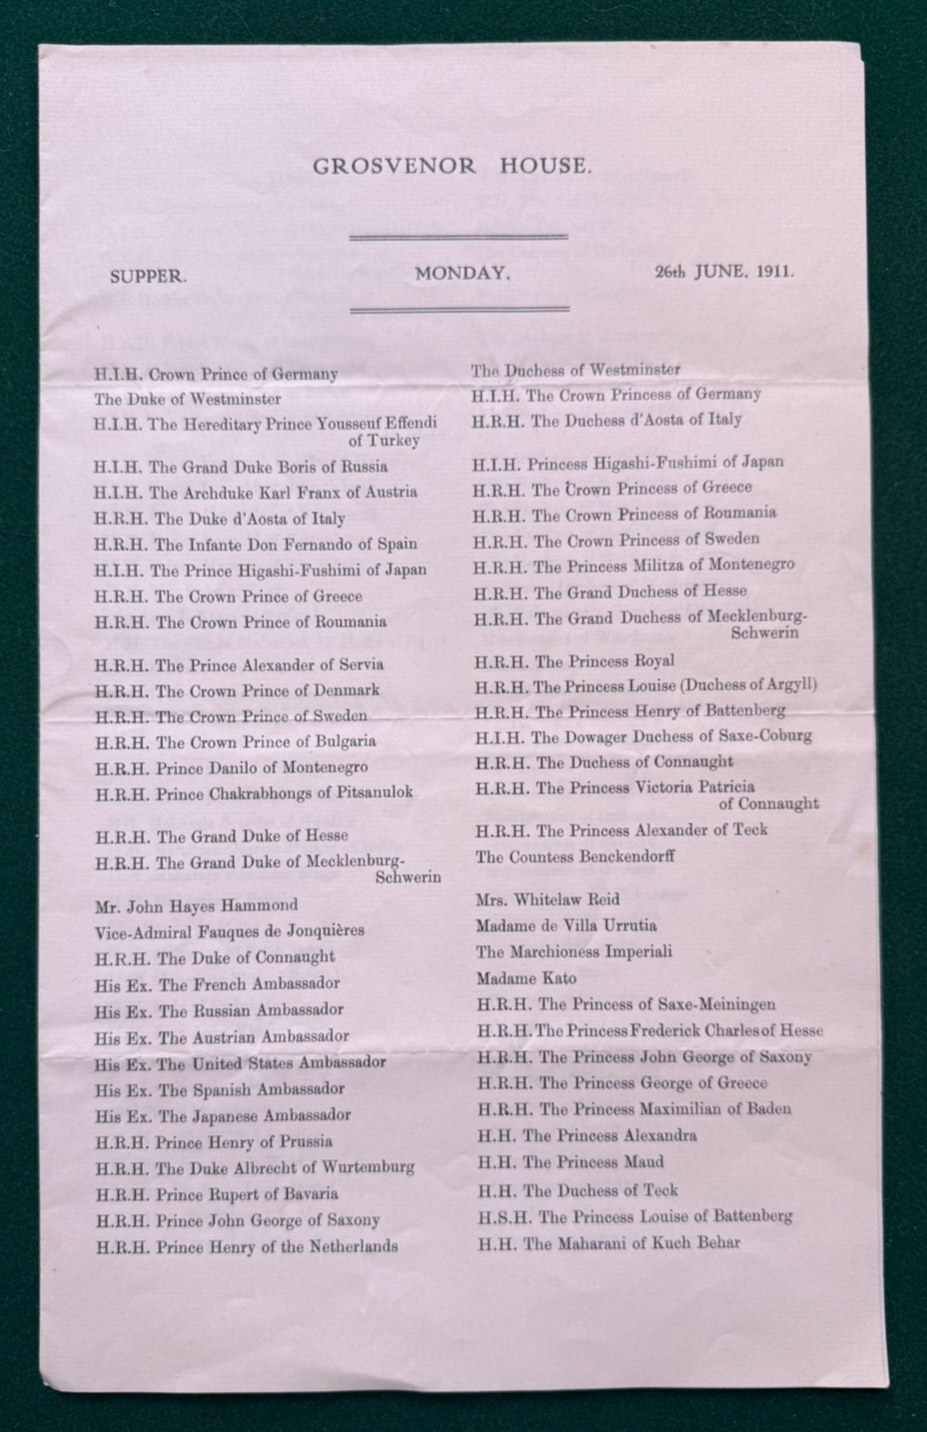 GROSVENOR HOUSE.
SUPPER. MONDAY, 26th JUNE, 1911.
H.I.H. Crown Prince of Germany
The Duke of Westminster
H.I.H. The Hereditary Prince Yousseuf Effendi
of Turkey
H.I.H. The Grand Duke Boris of Russia
H.I.H. The Archduke Karl Franx of Austria
H.R.H. The Duke d'Aosta of Italy
H.R.H. The Infante Don Fernando of Spain
H.I.H. The Prince Higashi-Fushimi of Japan
H.R.H. The Crown Prince of Greece
H.R.H. The Crown Prince of Roumania
H.R.H. The Prince Alexander of Servia
H.R.H. The Crown Prince of Denmark
H.R.H. The Crown Prince of Sweden
H.R.H. The Crown Prince of Bulgaria
H.R.H. Prince Danilo of Montenegro
H.R.H. Prince Chakrabhongs of Pitsanulok
H.R.H. The Grand Duke of Hesse
H.R.H. The Grand Duke of Mecklenburg-
Schwerin
Mr. John Hayes Hammond
Vice-Admiral Fauques de Jonquières
H.R.H. The Duke of Connaught
His Ex. The French Ambassador
His Ex. The Russian Ambassador
His Ex. The Austrian Ambassador
His Ex. The United States Ambassador
His Ex. The Spanish Ambassador
His Ex. The Japanese Ambassador
H.R.H. Prince Henry of Prussia
H.R.H. The Duke Albrecht of Wurtemburg
H.R.H. Prince Rupert of Bavaria
H.R.H. Prince John George of Saxony
H.R.H. Prince Henry of the Netherlands
The Duchess of Westminster
H.I.H. The Crown Princess of Germany
H.R.H. The Duchess d'Aosta of Italy
H.I.H. Princess Higashi-Fushimi of Japan
H.R.H. The Crown Princess of Greece
H.R.H. The Crown Princess of Roumania
H.R.H. The Crown Princess of Sweden
H.R.H. The Princess Militza of Montenegro
H.R.H. The Grand Duchess of Hesse
H.R.H. The Grand Duchess of Mecklenburg-
Schwerin
H.R.H. The Princess Royal
H.R.H. The Princess Louise (Duchess of Argyll)
H.R.H. The Princess Henry of Battenberg
H.I.H. The Dowager Duchess of Saxe-Coburg
H.R.H. The Duchess of Connaught
H.R.H. The Princess Victoria Patricia
of Connaught
H.R.H. The Princess Alexander of Teck
The Countess Benckendorff
Mrs. Whitelaw Reid
Madame de Villa Urrutia
The Marchioness Imperiali
Madame Kato
H.R.H. The Princess of Saxe-Meiningen
H.R.H. The Princess Frederick Charles of Hesse
H.R.H. The Princess John George of Saxony
H.R.H. The Princess George of Greece
H.R.H. The Princess Maximilian of Baden
H.H. The Princess Alexandra
H.H. The Princess Maud
H.H. The Duchess of Teck
H.S.H. The Princess Louise of Battenberg
H.H. The Maharani of Kuch Behar